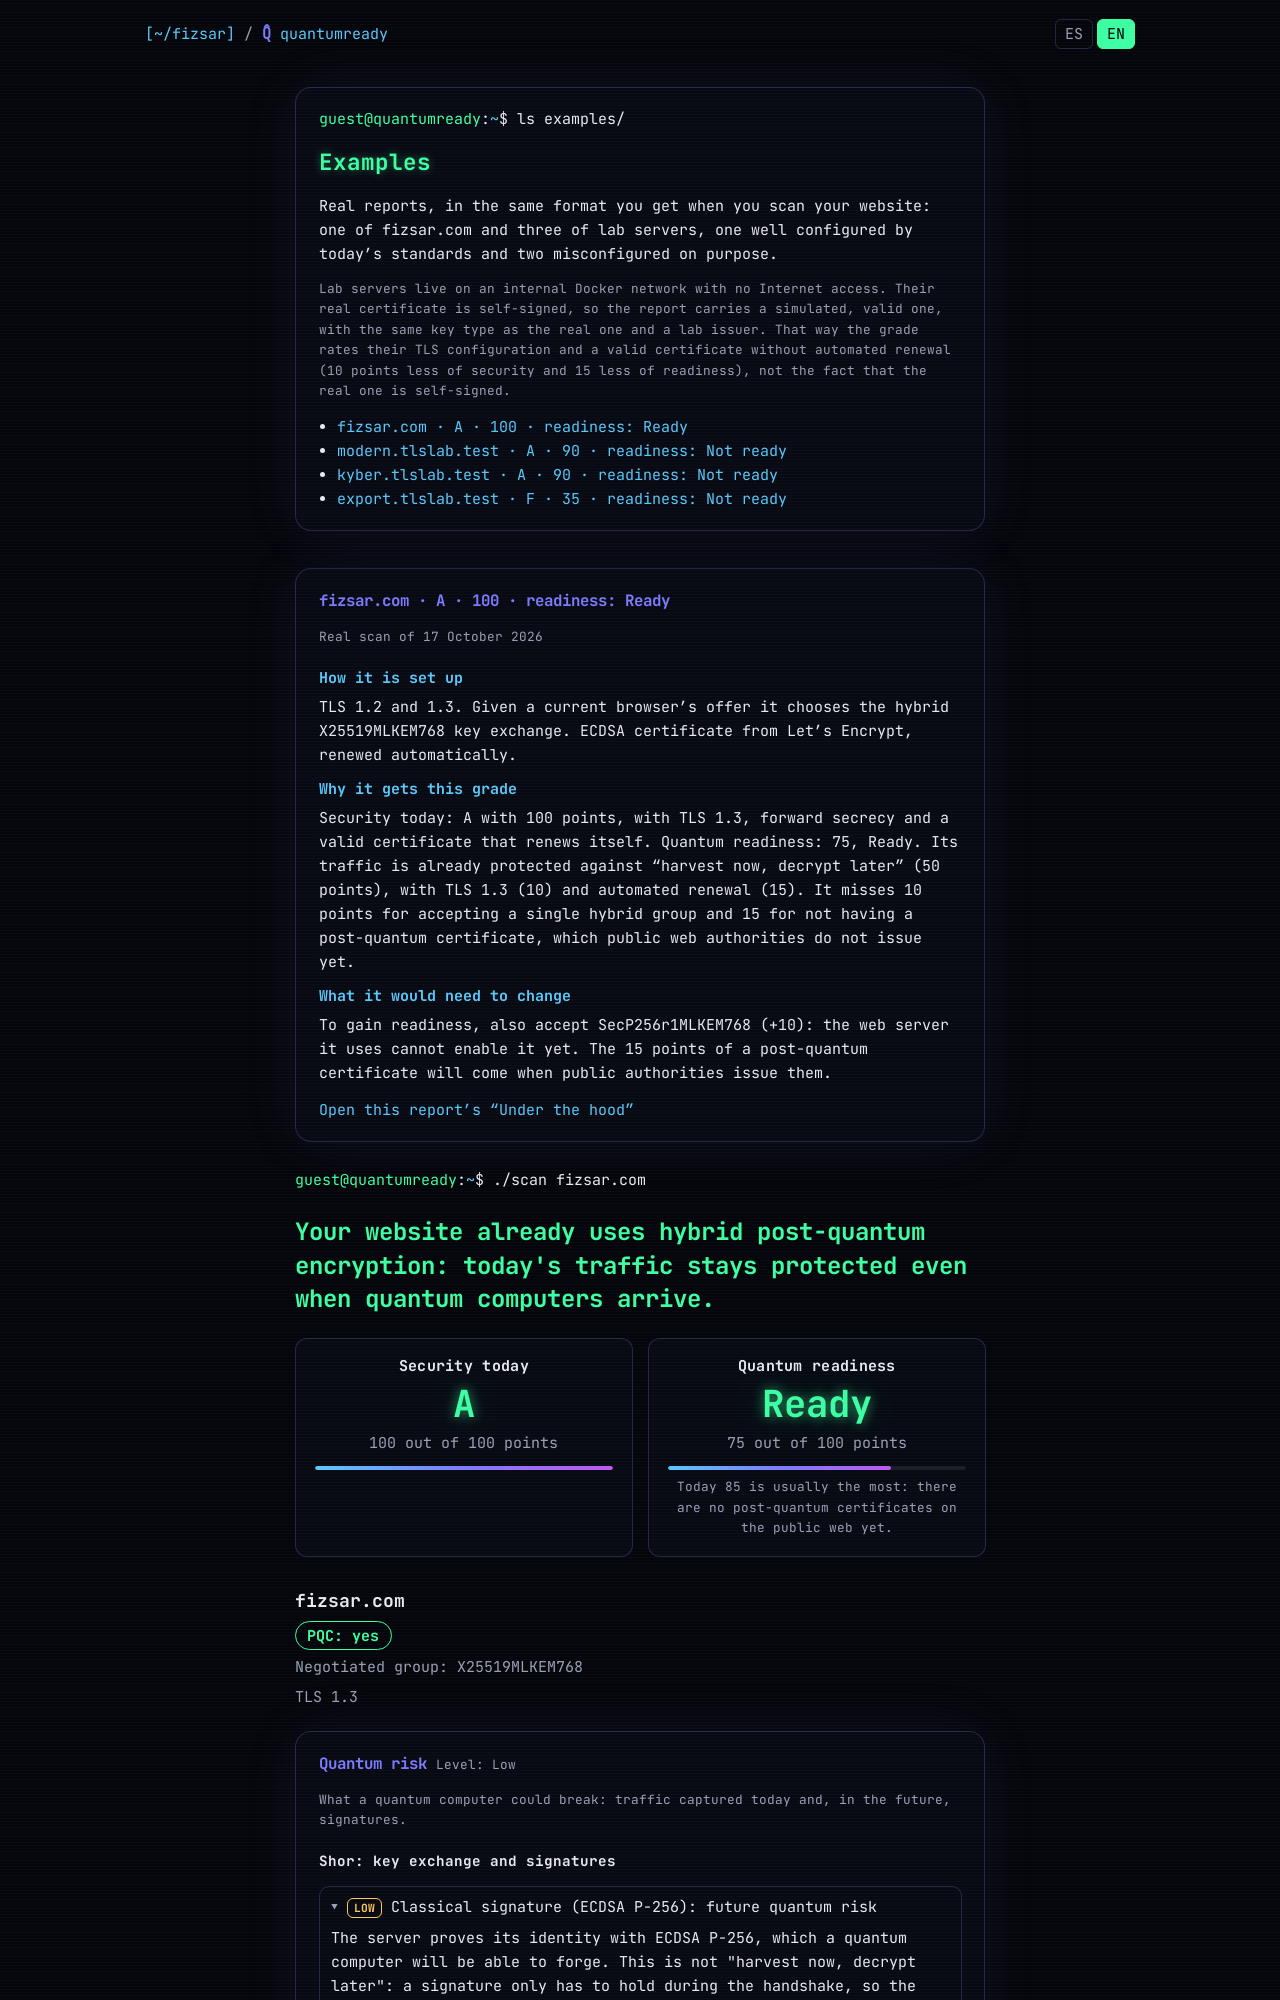 [~/fizsar] / Q quantumready
ES EN
guest@quantumready:~$ ls examples/
Examples
Real reports, in the same format you get when you scan your website:
one of fizsar.com and three of lab servers, one well configured by
today’s standards and two misconfigured on purpose.
Lab servers live on an internal Docker network with no Internet access. Their
real certificate is self-signed, so the report carries a simulated, valid one,
with the same key type as the real one and a lab issuer. That way the grade
rates their TLS configuration and a valid certificate without automated renewal
(10 points less of security and 15 less of readiness), not the fact that the
real one is self-signed.
• fizsar.com · A · 100 · readiness: Ready
• modern.tlslab.test · A · 90 · readiness: Not ready
• kyber.tlslab.test · A · 90 · readiness: Not ready
• export.tlslab.test · F · 35 · readiness: Not ready
fizsar.com · A · 100 · readiness: Ready
Real scan of 17 October 2026
How it is set up
TLS 1.2 and 1.3. Given a current browser’s offer it chooses the hybrid
X25519MLKEM768 key exchange. ECDSA certificate from Let’s Encrypt,
renewed automatically.
Why it gets this grade
Security today: A with 100 points, with TLS 1.3, forward secrecy and a
valid certificate that renews itself. Quantum readiness: 75, Ready. Its
traffic is already protected against “harvest now, decrypt later” (50
points), with TLS 1.3 (10) and automated renewal (15). It misses 10
points for accepting a single hybrid group and 15 for not having a
post-quantum certificate, which public web authorities do not issue
yet.
What it would need to change
To gain readiness, also accept SecP256r1MLKEM768 (+10): the web server
it uses cannot enable it yet. The 15 points of a post-quantum
certificate will come when public authorities issue them.
Open this report’s “Under the hood”
guest@quantumready:~$ ./scan fizsar.com
Your website already uses hybrid post-quantum
encryption: today's traffic stays protected even
when quantum computers arrive.
Security today
A
100 out of 100 points
Quantum readiness
Ready
75 out of 100 points
Today 85 is usually the most: there
are no post-quantum certificates on
the public web yet.
fizsar.com
PQC: yes
Negotiated group: X25519MLKEM768
TLS 1.3
Quantum risk Level: Low
What a quantum computer could break: traffic captured today and, in the future,
signatures.
Shor: key exchange and signatures
▾ LOW Classical signature (ECDSA P-256): future quantum risk
The server proves its identity with ECDSA P-256, which a quantum
computer will be able to forge. This is not "harvest now, decrypt
later": a signature only has to hold during the handshake, so the